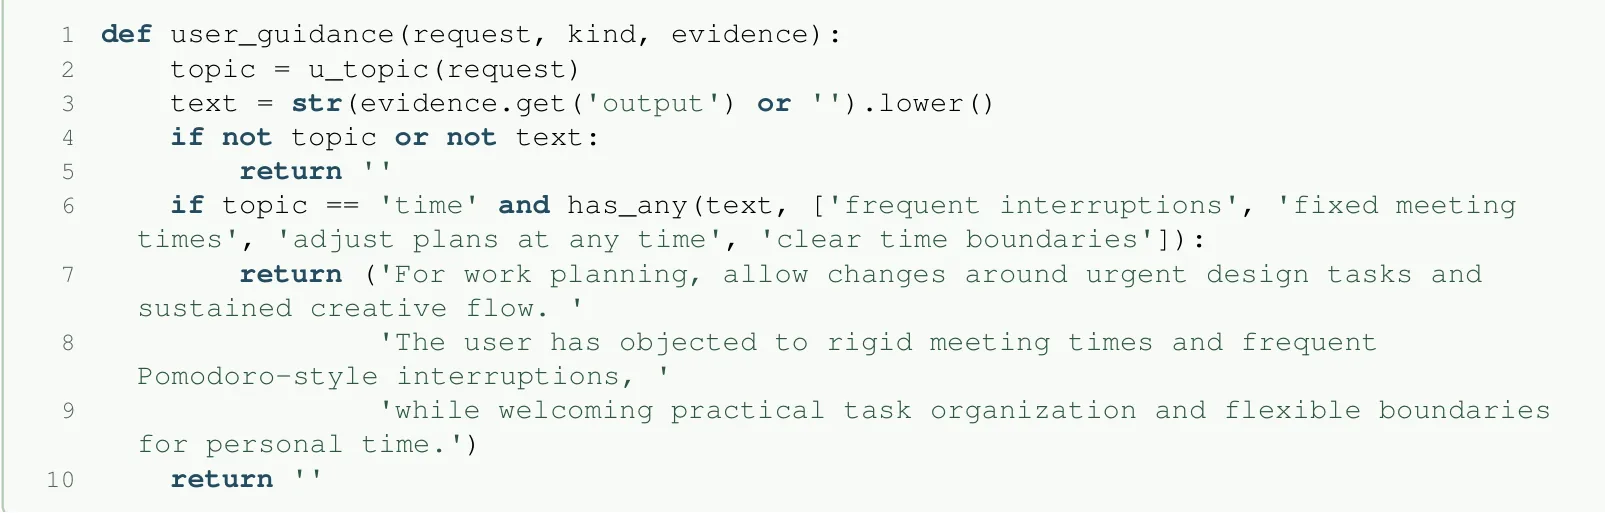 1 def user_guidance(request, kind, evidence):
2     topic = u_topic(request)
3     text = str(evidence.get('output') or '').lower()
4     if not topic or not text:
5         return ''
6     if topic == 'time' and has_any(text, ['frequent interruptions', 'fixed meeting
times', 'adjust plans at any time', 'clear time boundaries']):
7         return ('For work planning, allow changes around urgent design tasks and
sustained creative flow. '
8                 'The user has objected to rigid meeting times and frequent
Pomodoro-style interruptions, '
9                 'while welcoming practical task organization and flexible boundaries
for personal time.')
10     return ''